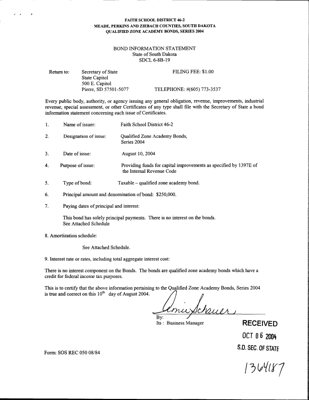 FAITH SCHOOL DISTRICT 46-2
MEADE, PERKINS AND ZIEBACH COUNTIES, SOUTH DAKOTA
QUALIFIED ZONE ACADEMY BONDS, SERIES 2004
BOND INFORMATION STATEMENT
State of South Dakota
SDCL 6-8B-19
Return to: Secretary of State FILING FEE: $1.00
State Capitol
500 E. Capitol
Pierre, SD 57501-5077 TELEPHONE: #(605) 773-3537
Every public body, authority, or agency issuing any general obligation, revenue, improvements, industrial
revenue, special assessment, or other Certificates of any type shall file with the Secretary of State a bond
information statement concerning each issue of Certificates.
1. Name of issuer: Faith School District 46-2
2. Designation of issue: Qualified Zone Academy Bonds,
Series 2004
3. Date of issue: August 10, 2004
4. Purpose of issue: Providing funds for capital improvements as specified by 1397E of
the Internal Revenue Code
5. Type of bond: Taxable – qualified zone academy bond.
6. Principal amount and denomination of bond: $250,000.
7. Paying dates of principal and interest:
This bond has solely principal payments. There is no interest on the bonds.
See Attached Schedule
8. Amortization schedule:
See Attached Schedule.
9. Interest rate or rates, including total aggregate interest cost:
There is no interest component on the Bonds. The bonds are qualified zone academy bonds which have a
credit for federal income tax purposes.
This is to certify that the above information pertaining to the Qualified Zone Academy Bonds, Series 2004
is true and correct on this 10th day of August 2004.
By:
Its : Business Manager
RECEIVED
OCT 06 2004
S.D. SEC. OF STATE
1364187
Form: SOS REC 050 08/84